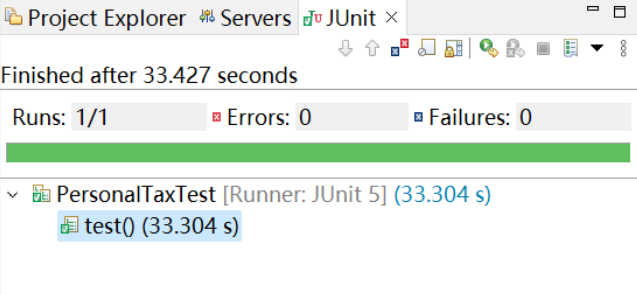 Project Explorer Servers JUnit
Finished after 33.427 seconds
Runs: 1/1 Errors: 0 Failures: 0
PersonalTaxTest [Runner: JUnit 5] (33.304 s)
test() (33.304 s)